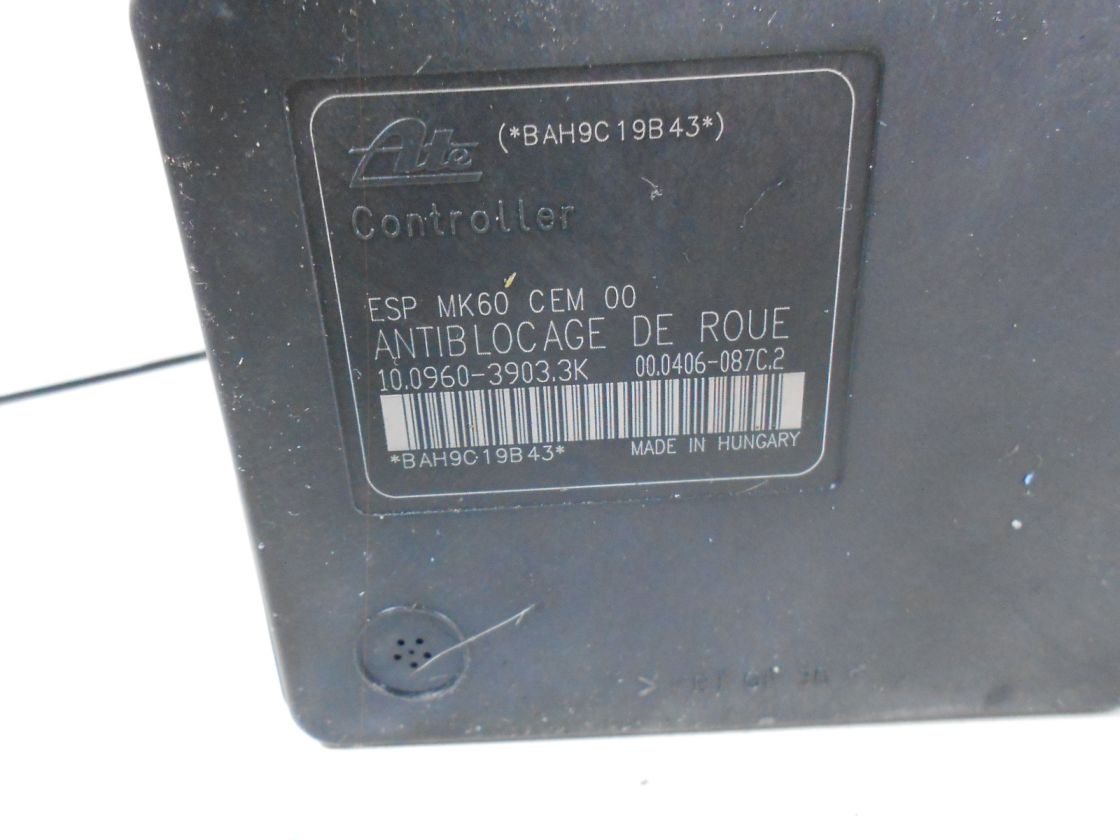 Ate (*BAH9C19B43*)
Controller
ESP MK60 CEM 00
ANTIBLOCAGE DE ROUE
10.0960-3903.3K 00.0406-087C.2
*BAH9C19B43* MADE IN HUNGARY